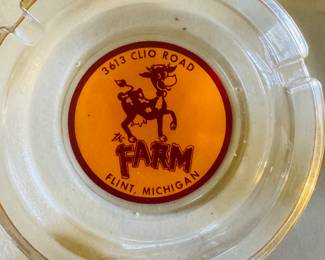 3613 CLIO ROAD
The
FARM
FLINT, MICHIGAN